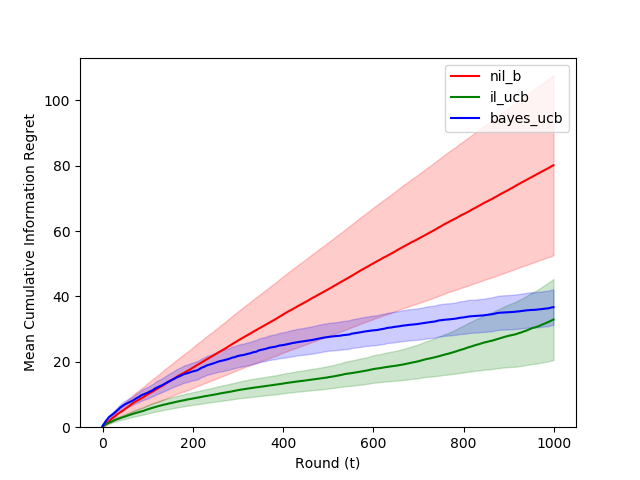 nil_b
il_ucb
bayes_ucb
Mean Cumulative Information Regret
100
80
60
40
20
0
0 200 400 600 800 1000
Round (t)